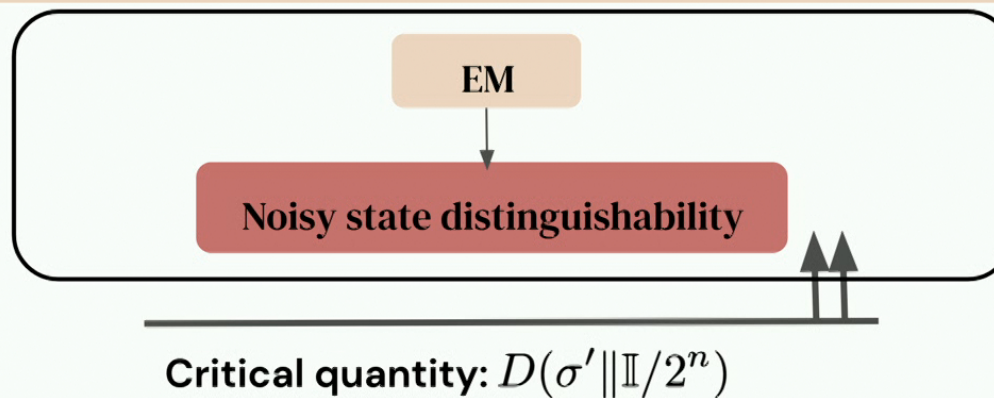 EM
Noisy state distinguishability
Critical quantity: D(σ′∥𝕀/2ⁿ)